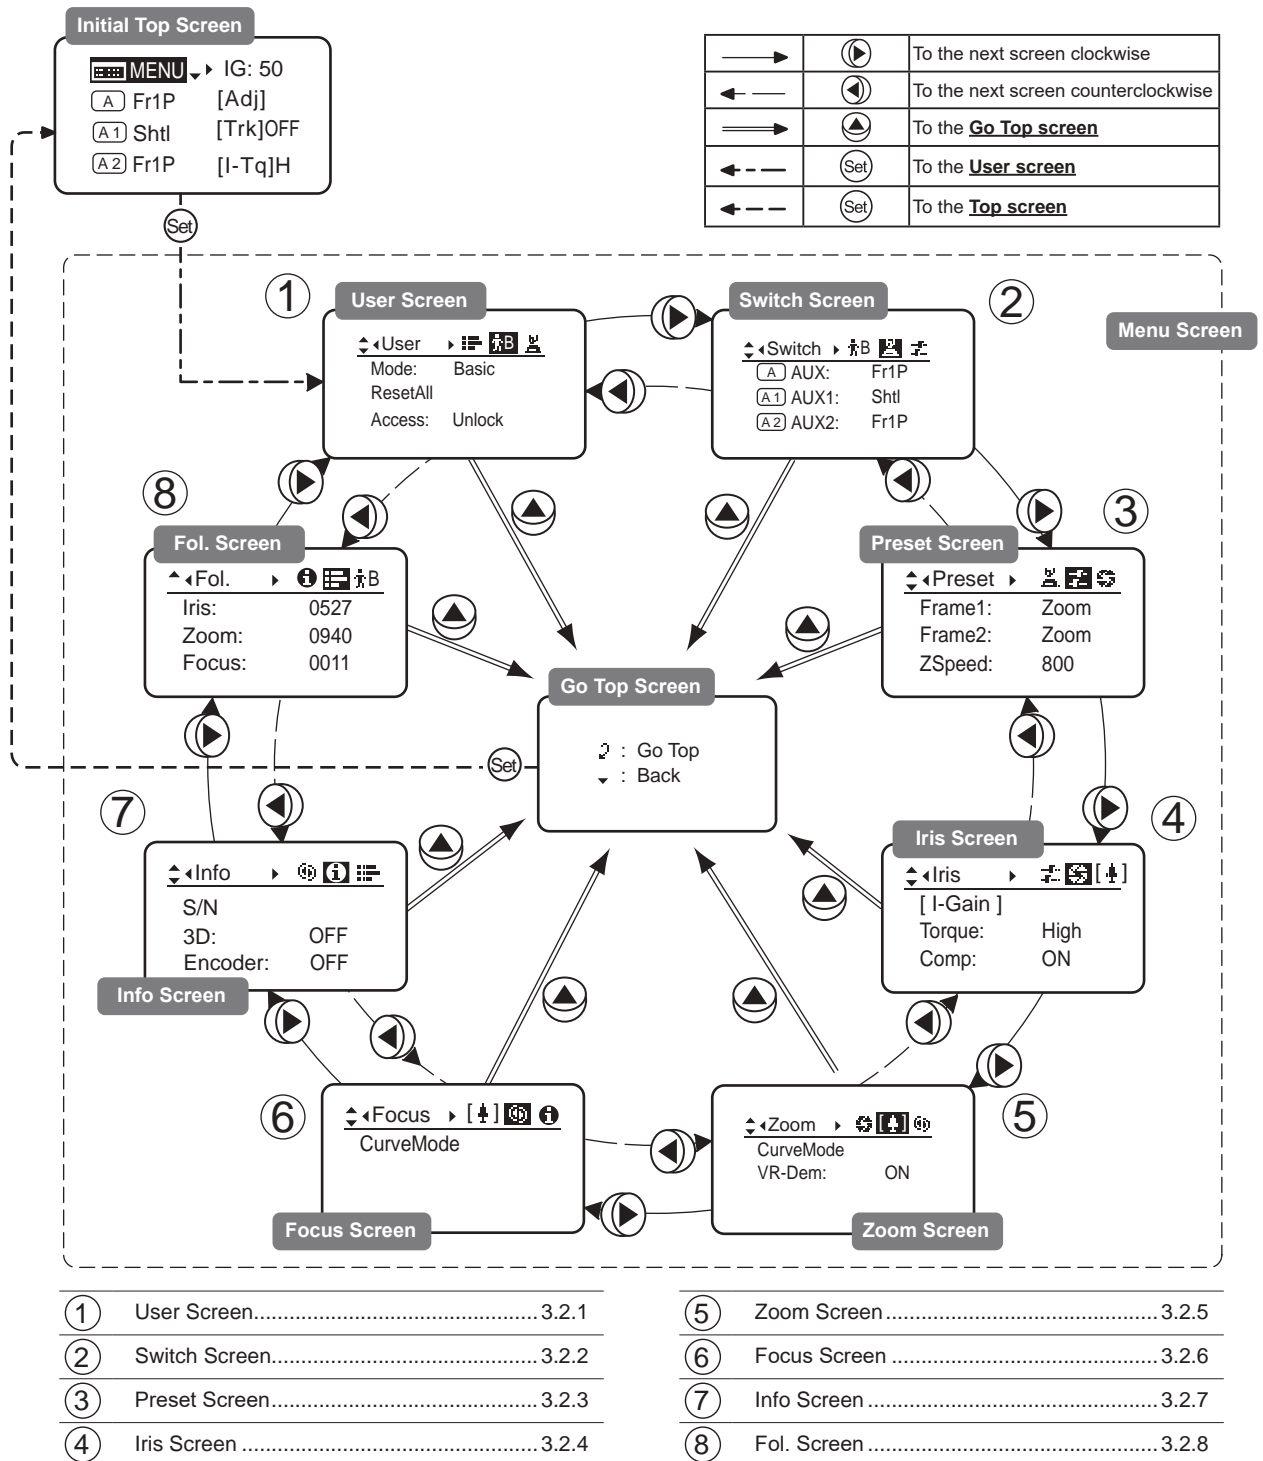 Initial Top Screen
MENU IG: 50
A Fr1P [Adj]
A1 Shtl [Trk]OFF
A2 Fr1P [I-Tq]H
Set
To the next screen clockwise
To the next screen counterclockwise
To the Go Top screen
Set To the User screen
Set To the Top screen
Menu Screen
1
User Screen
User B
Mode: Basic
ResetAll
Access: Unlock
2
Switch Screen
Switch B
A AUX: Fr1P
A1 AUX1: Shtl
A2 AUX2: Fr1P
3
Preset Screen
Preset
Frame1: Zoom
Frame2: Zoom
ZSpeed: 800
8
Fol. Screen
Fol. B
Iris: 0527
Zoom: 0940
Focus: 0011
Go Top Screen
: Go Top
: Back
Set
4
Iris Screen
Iris
[ I-Gain ]
Torque: High
Comp: ON
7
Info
S/N
3D: OFF
Encoder: OFF
Info Screen
6
Focus
CurveMode
Focus Screen
5
Zoom
CurveMode
VR-Dem: ON
Zoom Screen
1 User Screen................................................ 3.2.1
2 Switch Screen............................................. 3.2.2
3 Preset Screen............................................. 3.2.3
4 Iris Screen .................................................. 3.2.4
5 Zoom Screen .............................................. 3.2.5
6 Focus Screen ............................................. 3.2.6
7 Info Screen ................................................. 3.2.7
8 Fol. Screen ................................................. 3.2.8